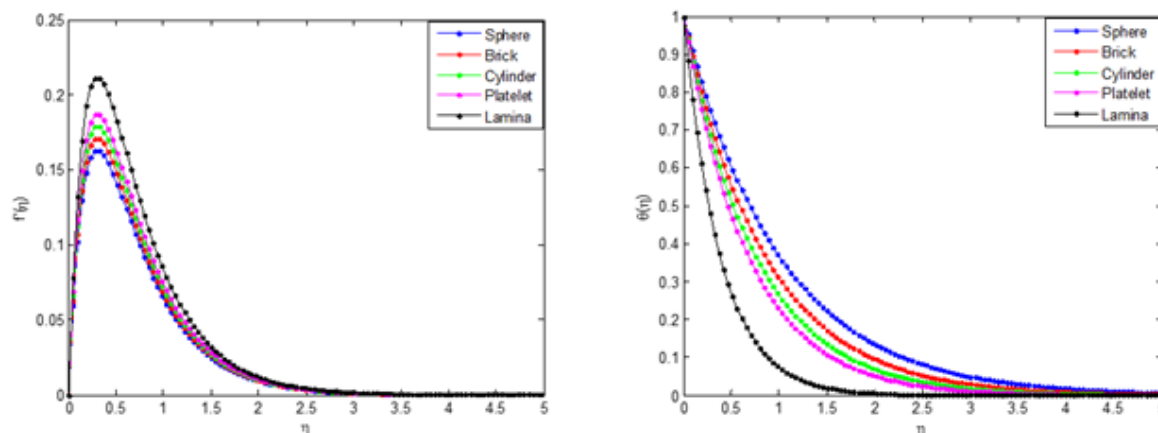 Sphere
Brick
Cylinder
Platelet
Lamina
0.25
0.2
0.15
0.1
0.05
0
f'(η)
0 0.5 1 1.5 2 2.5 3 3.5 4 4.5 5
η
Sphere
Brick
Cylinder
Platelet
Lamina
1
0.9
0.8
0.7
0.6
0.5
0.4
0.3
0.2
0.1
0
θ(η)
0 0.5 1 1.5 2 2.5 3 3.5 4 4.5 5
η